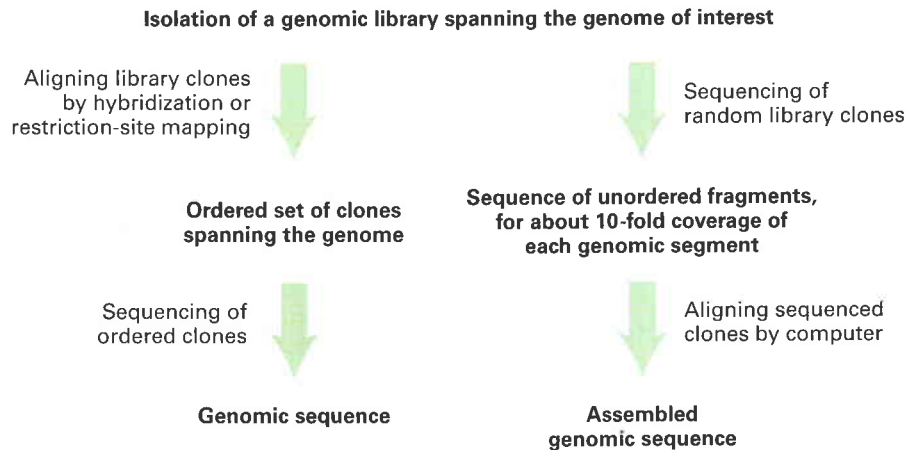 Isolation of a genomic library spanning the genome of interest
Aligning library clones
by hybridization or
restriction-site mapping
Sequencing of
random library clones
Ordered set of clones
spanning the genome
Sequence of unordered fragments,
for about 10-fold coverage of
each genomic segment
Sequencing of
ordered clones
Aligning sequenced
clones by computer
Genomic sequence
Assembled
genomic sequence